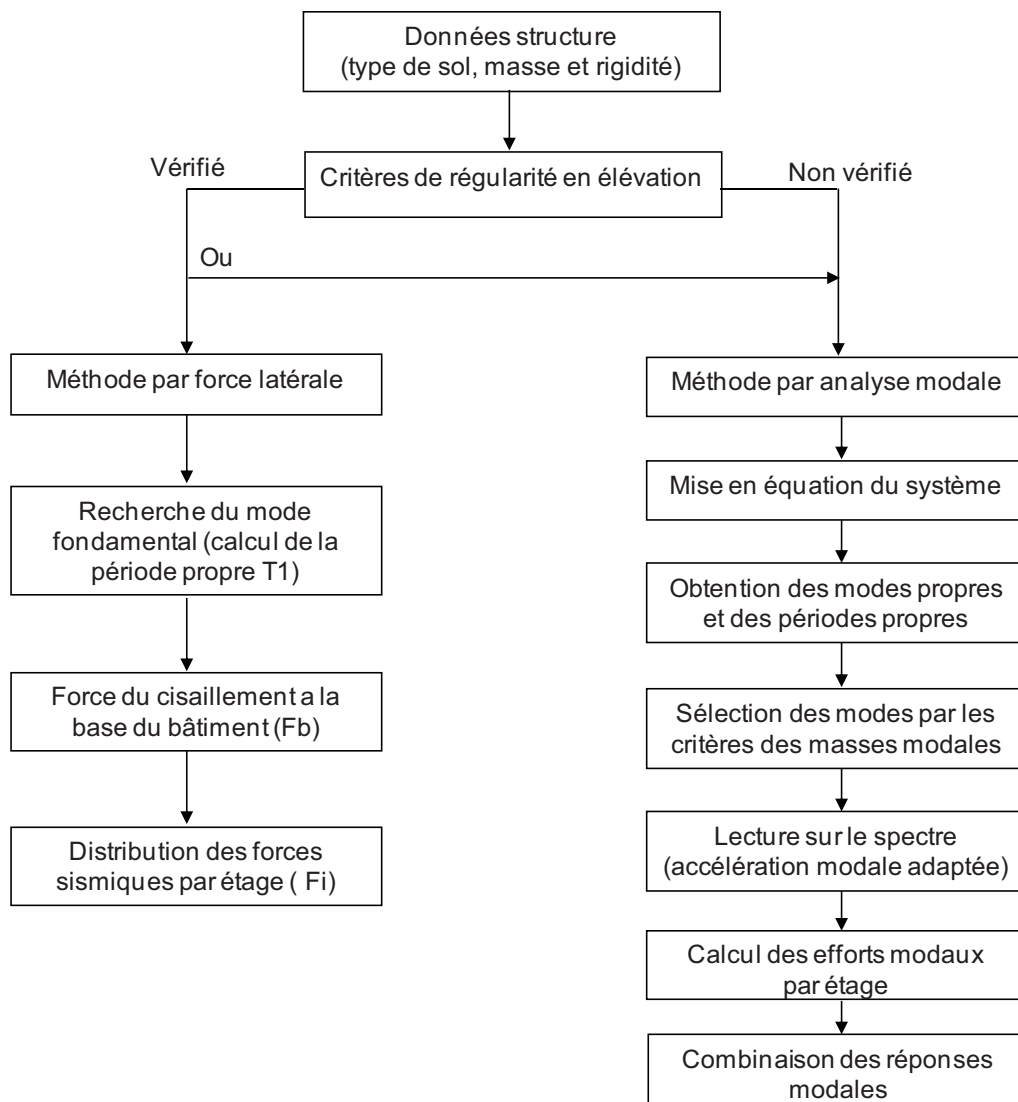 Données structure
(type de sol, masse et rigidité)
Vérifié
Critères de régularité en élévation
Non vérifié
Ou
Méthode par force latérale
Recherche du mode
fondamental (calcul de la
période propre T1)
Force du cisaillement a la
base du bâtiment (Fb)
Distribution des forces
sismiques par étage ( Fi)
Méthode par analyse modale
Mise en équation du système
Obtention des modes propres
et des périodes propres
Sélection des modes par les
critères des masses modales
Lecture sur le spectre
(accélération modale adaptée)
Calcul des efforts modaux
par étage
Combinaison des réponses
modales